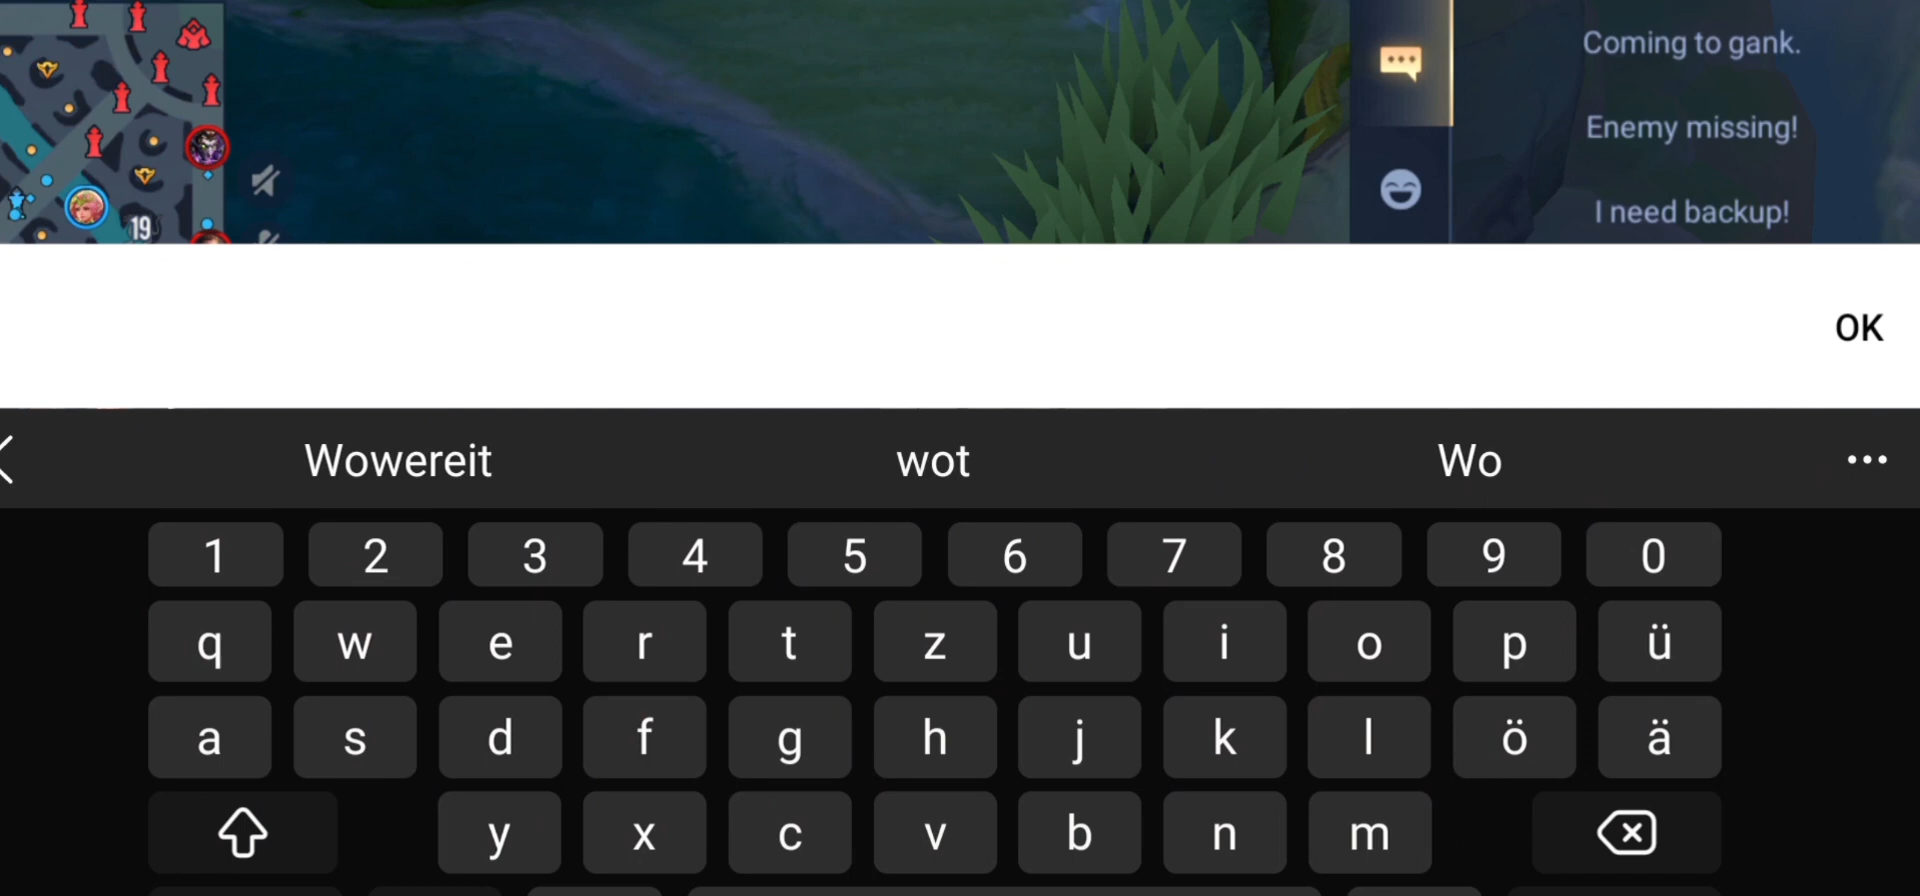 Coming to gank.
Enemy missing!
19
I need backup!
OK
Wowereit wot Wo ...
1 2 3 4 5 6 7 8 9 0
q w e r t z u i o p ü
a s d f g h j k l ö ä
y x c v b n m